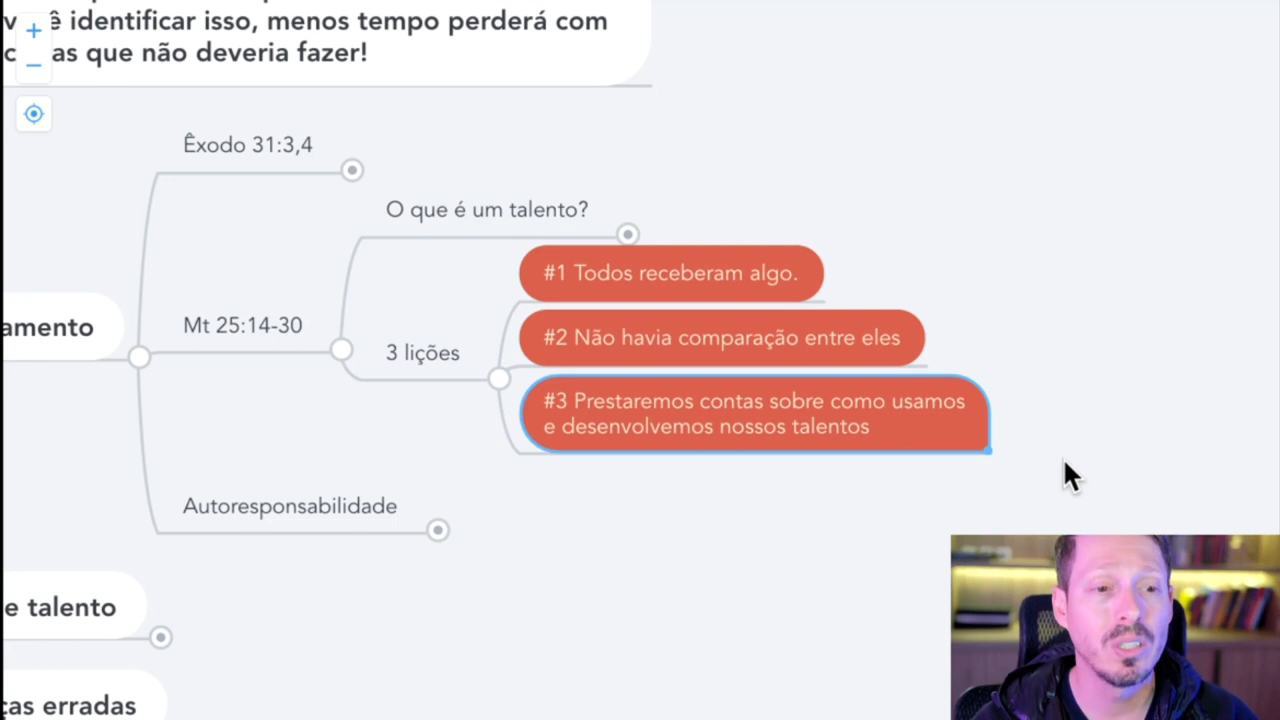 ê identificar isso, menos tempo perderá com
as que não deveria fazer!
Êxodo 31:3,4
O que é um talento?
#1 Todos receberam algo.
#2 Não havia comparação entre eles
Mt 25:14-30
3 lições
#3 Prestaremos contas sobre como usamos
e desenvolvemos nossos talentos
amento
Autoresponsabilidade
e talento
as erradas